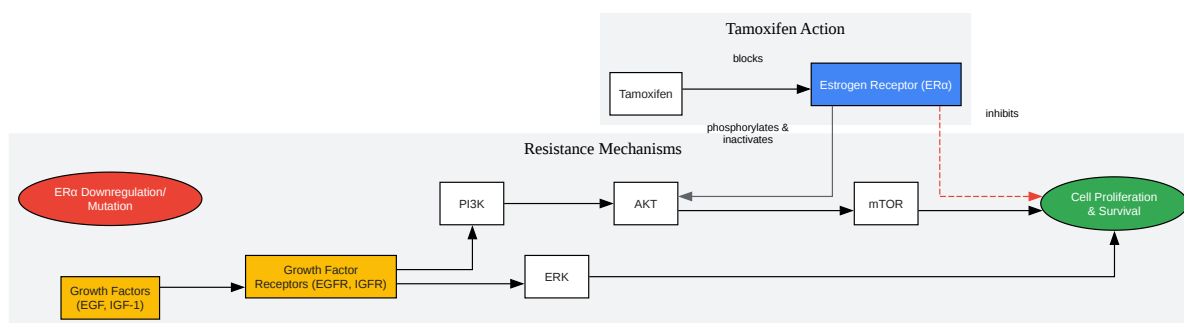 Tamoxifen Action
blocks
Tamoxifen
Estrogen Receptor (ERα)
inhibits
phosphorylates &
inactivates
Resistance Mechanisms
ERα Downregulation/
Mutation
PI3K
AKT
mTOR
Cell Proliferation
& Survival
Growth Factor
Receptors (EGFR, IGFR)
ERK
Growth Factors
(EGF, IGF-1)